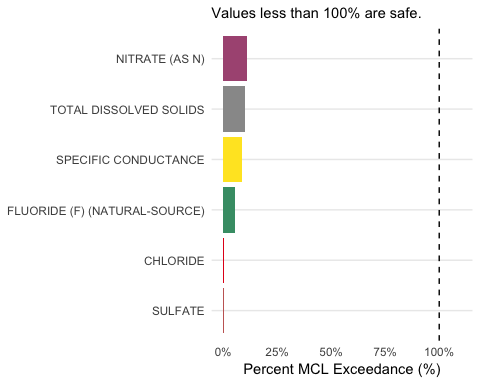 Values less than 100% are safe.
NITRATE (AS N)
TOTAL DISSOLVED SOLIDS
SPECIFIC CONDUCTANCE
FLUORIDE (F) (NATURAL-SOURCE)
CHLORIDE
SULFATE
0% 25% 50% 75% 100%
Percent MCL Exceedance (%)